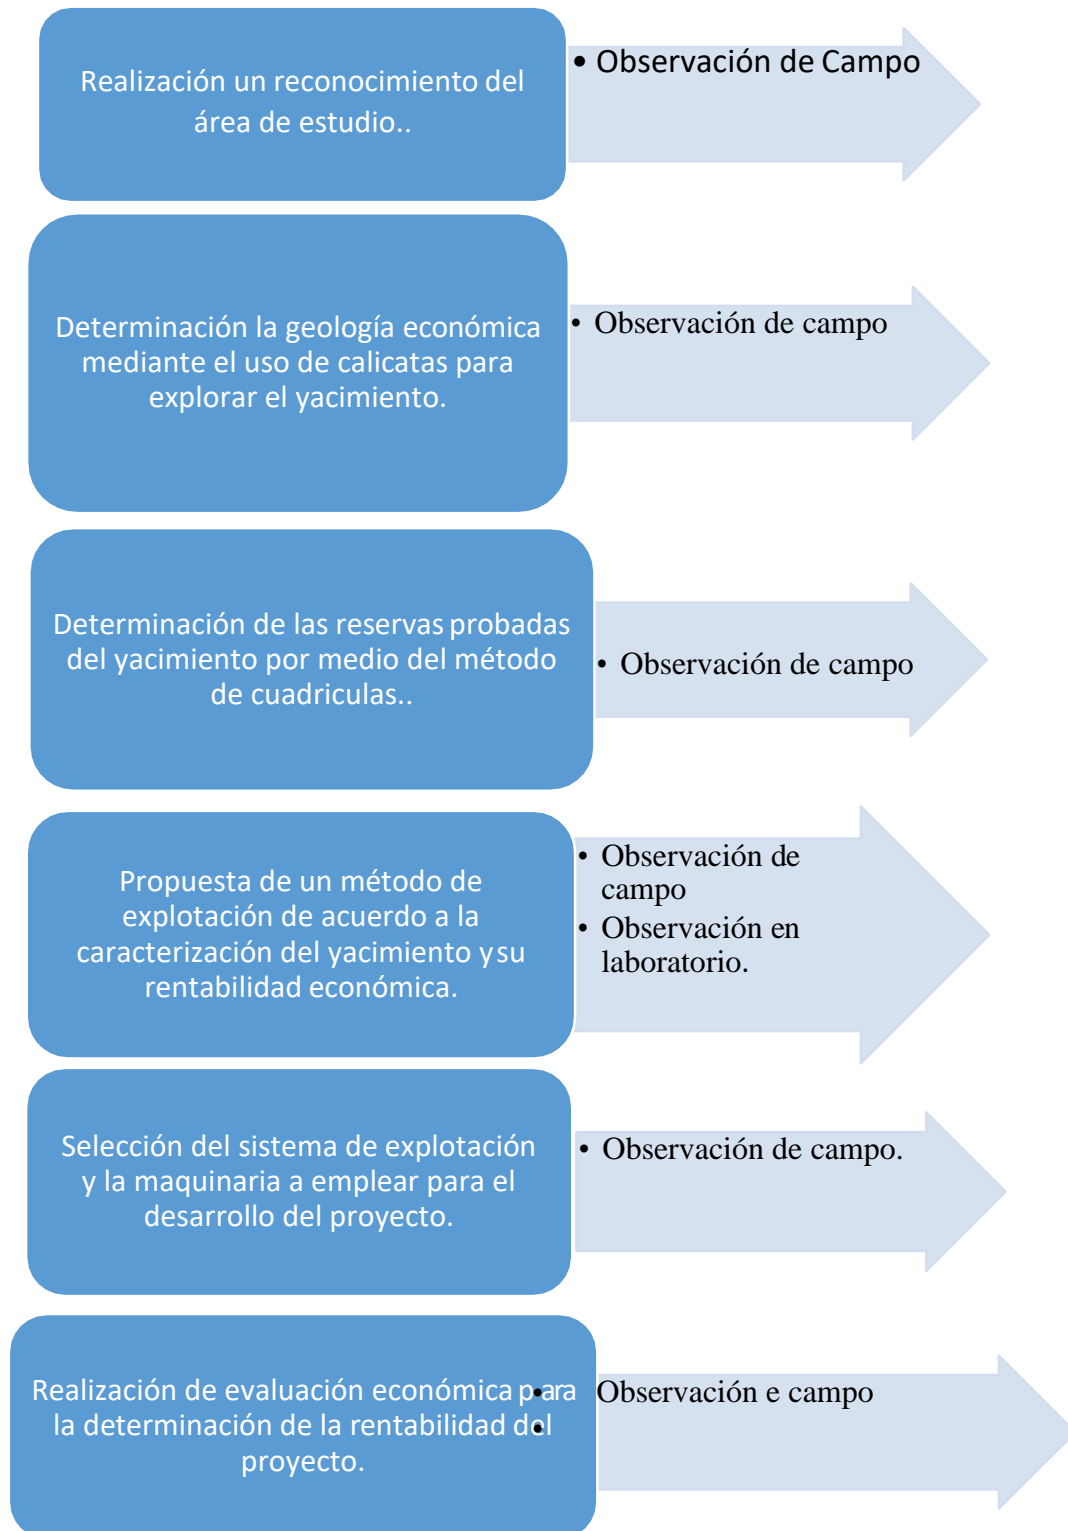 Realización un reconocimiento del
área de estudio..
• Observación de Campo
Determinación la geología económica
mediante el uso de calicatas para
explorar el yacimiento.
• Observación de campo
Determinación de las reservas probadas
del yacimiento por medio del método
de cuadriculas..
• Observación de campo
Propuesta de un método de
explotación de acuerdo a la
caracterización del yacimiento y su
rentabilidad económica.
• Observación de
campo
• Observación en
laboratorio.
Selección del sistema de explotación
y la maquinaria a emplear para el
desarrollo del proyecto.
• Observación de campo.
Realización de evaluación económica para
la determinación de la rentabilidad del
proyecto.
• Observación e campo
•